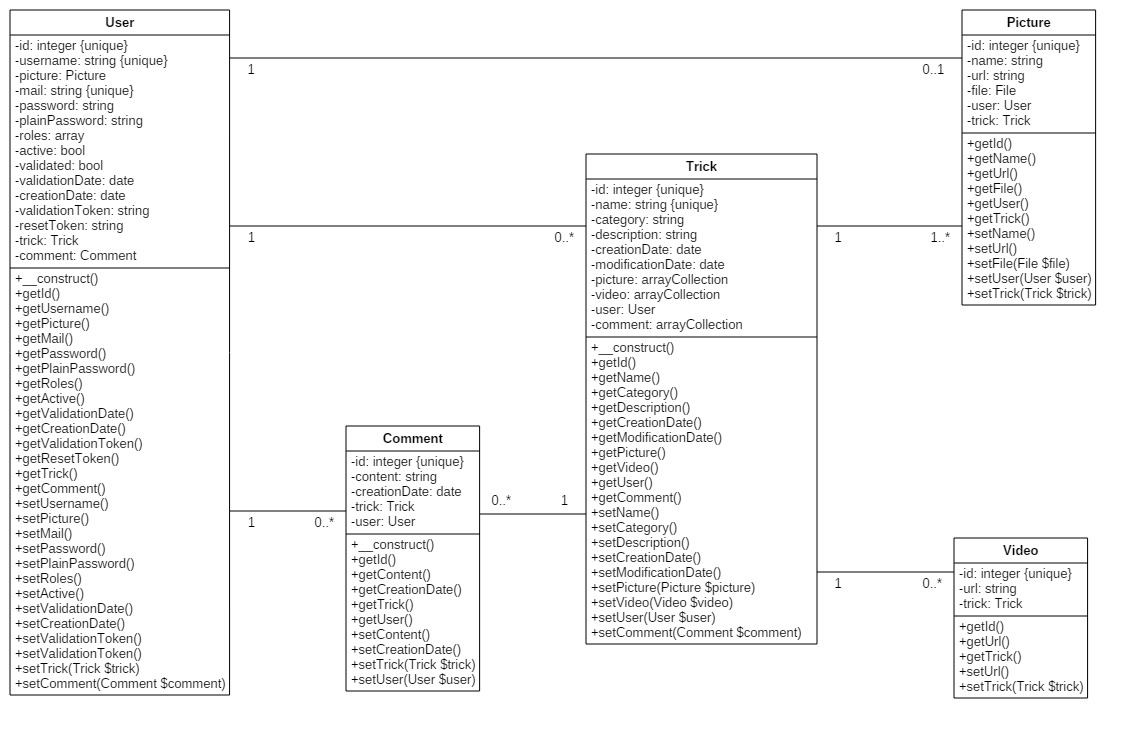 User
-id: integer {unique}
-username: string {unique}
-picture: Picture
-mail: string {unique}
-password: string
-plainPassword: string
-roles: array
-active: bool
-validated: bool
-validationDate: date
-creationDate: date
-validationToken: string
-resetToken: string
-trick: Trick
-comment: Comment
+__construct()
+getId()
+getUsername()
+getPicture()
+getMail()
+getPassword()
+getPlainPassword()
+getRoles()
+getActive()
+getValidationDate()
+getCreationDate()
+getValidationToken()
+getResetToken()
+getTrick()
+getComment()
+setUsername()
+setPicture()
+setMail()
+setPassword()
+setPlainPassword()
+setRoles()
+setActive()
+setValidationDate()
+setCreationDate()
+setValidationToken()
+setValidationToken()
+setTrick(Trick $trick)
+setComment(Comment $comment)
1
0..1
1
0..*
1
0..*
Comment
-id: integer {unique}
-content: string
-creationDate: date
-trick: Trick
-user: User
+__construct()
+getId()
+getContent()
+getCreationDate()
+getTrick()
+getUser()
+setContent()
+setCreationDate()
+setTrick(Trick $trick)
+setUser(User $user)
0..*
1
Trick
-id: integer {unique}
-name: string {unique}
-category: string
-description: string
-creationDate: date
-modificationDate: date
-picture: arrayCollection
-video: arrayCollection
-user: User
-comment: arrayCollection
+__construct()
+getId()
+getName()
+getCategory()
+getDescription()
+getCreationDate()
+getModificationDate()
+getPicture()
+getVideo()
+getUser()
+getComment()
+setName()
+setCategory()
+setDescription()
+setCreationDate()
+setModificationDate()
+setPicture(Picture $picture)
+setVideo(Video $video)
+setUser(User $user)
+setComment(Comment $comment)
1
1..*
1
0..*
Picture
-id: integer {unique}
-name: string
-url: string
-file: File
-user: User
-trick: Trick
+getId()
+getName()
+getUrl()
+getFile()
+getUser()
+getTrick()
+setName()
+setUrl()
+setFile(File $file)
+setUser(User $user)
+setTrick(Trick $trick)
Video
-id: integer {unique}
-url: string
-trick: Trick
+getId()
+getUrl()
+getTrick()
+setUrl()
+setTrick(Trick $trick)